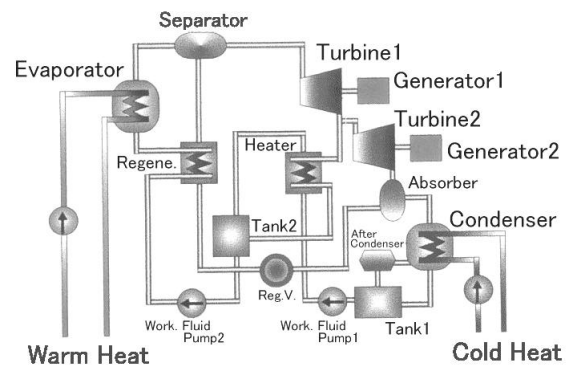 Separator
Turbine1
Evaporator
Generator1
Turbine2
Regene.
Heater
Generator2
Absorber
Tank2
Condenser
After
Condenser
Reg.V.
Work. Fluid
Pump2
Work. Fluid
Pump1
Tank1
Warm Heat
Cold Heat